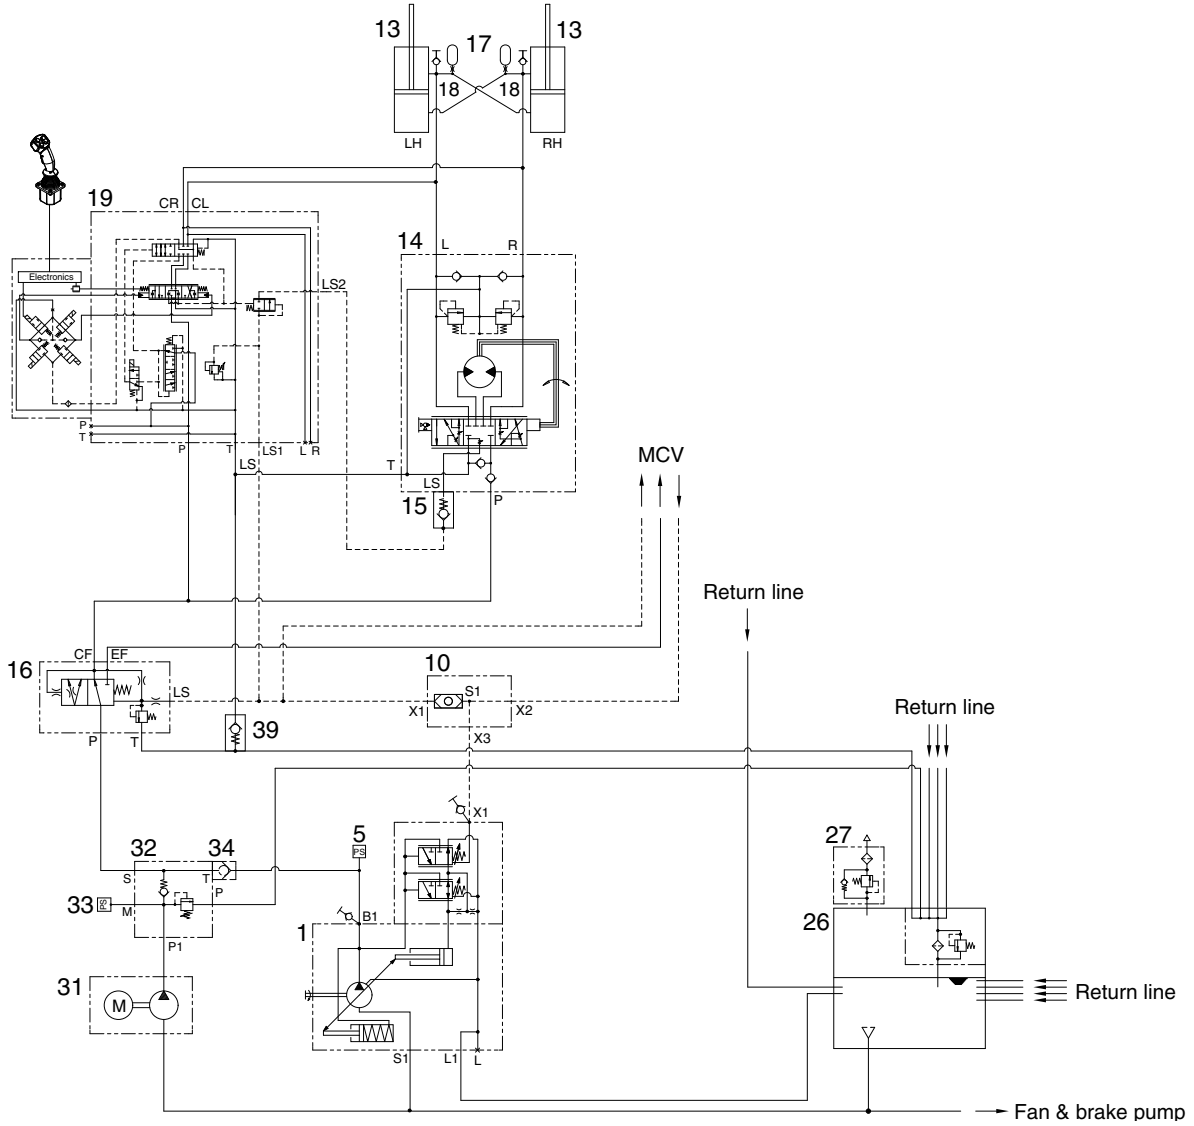 13
17
13
18
18
LH
RH
19
CR
CL
14
L
R
Electronics
LS2
P
T
P
T
LS1
L
R
LS
T
LS
P
15
MCV
Return line
16
CF
EF
LS
10
S1
X1
X2
X3
P
T
39
Return line
X1
5
PS
27
32
34
S
T
P
33
PS
M
P1
B1
1
26
31
M
Return line
S1
L1
L
Fan & brake pump